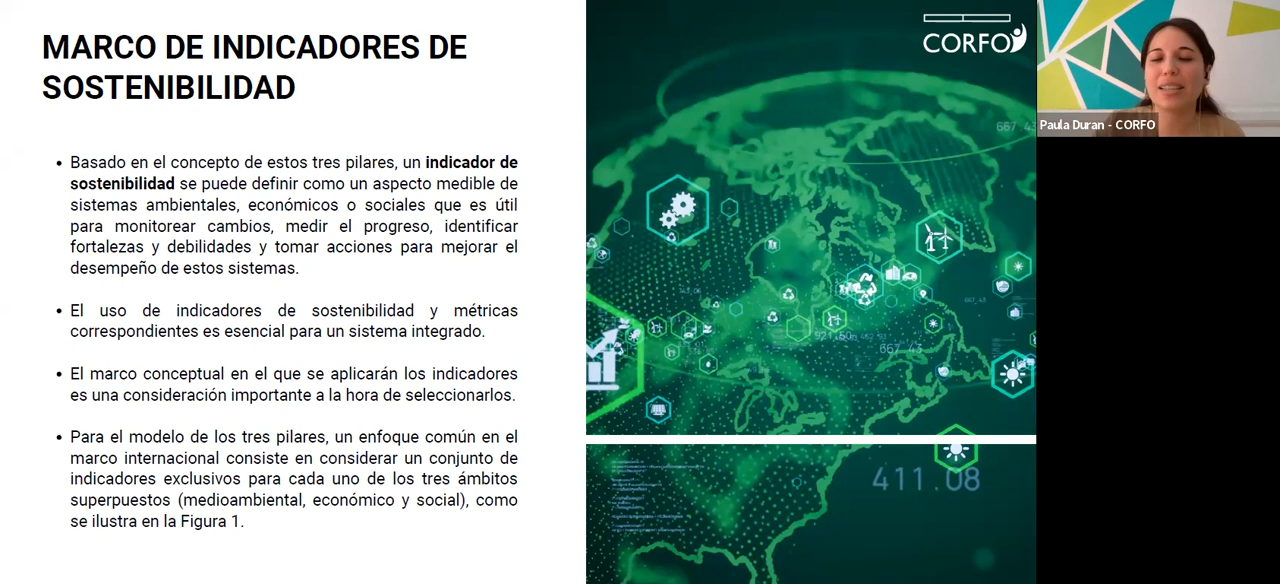 MARCO DE INDICADORES DE
SOSTENIBILIDAD
• Basado en el concepto de estos tres pilares, un indicador de
sostenibilidad se puede definir como un aspecto medible de
sistemas ambientales, económicos o sociales que es útil
para monitorear cambios, medir el progreso, identificar
fortalezas y debilidades y tomar acciones para mejorar el
desempeño de estos sistemas.
• El uso de indicadores de sostenibilidad y métricas
correspondientes es esencial para un sistema integrado.
• El marco conceptual en el que se aplicarán los indicadores
es una consideración importante a la hora de seleccionarlos.
• Para el modelo de los tres pilares, un enfoque común en el
marco internacional consiste en considerar un conjunto de
indicadores exclusivos para cada uno de los tres ámbitos
superpuestos (medioambiental, económico y social), como
se ilustra en la Figura 1.
CORFO
667.43
667.43
411.08
Paula Duran - CORFO